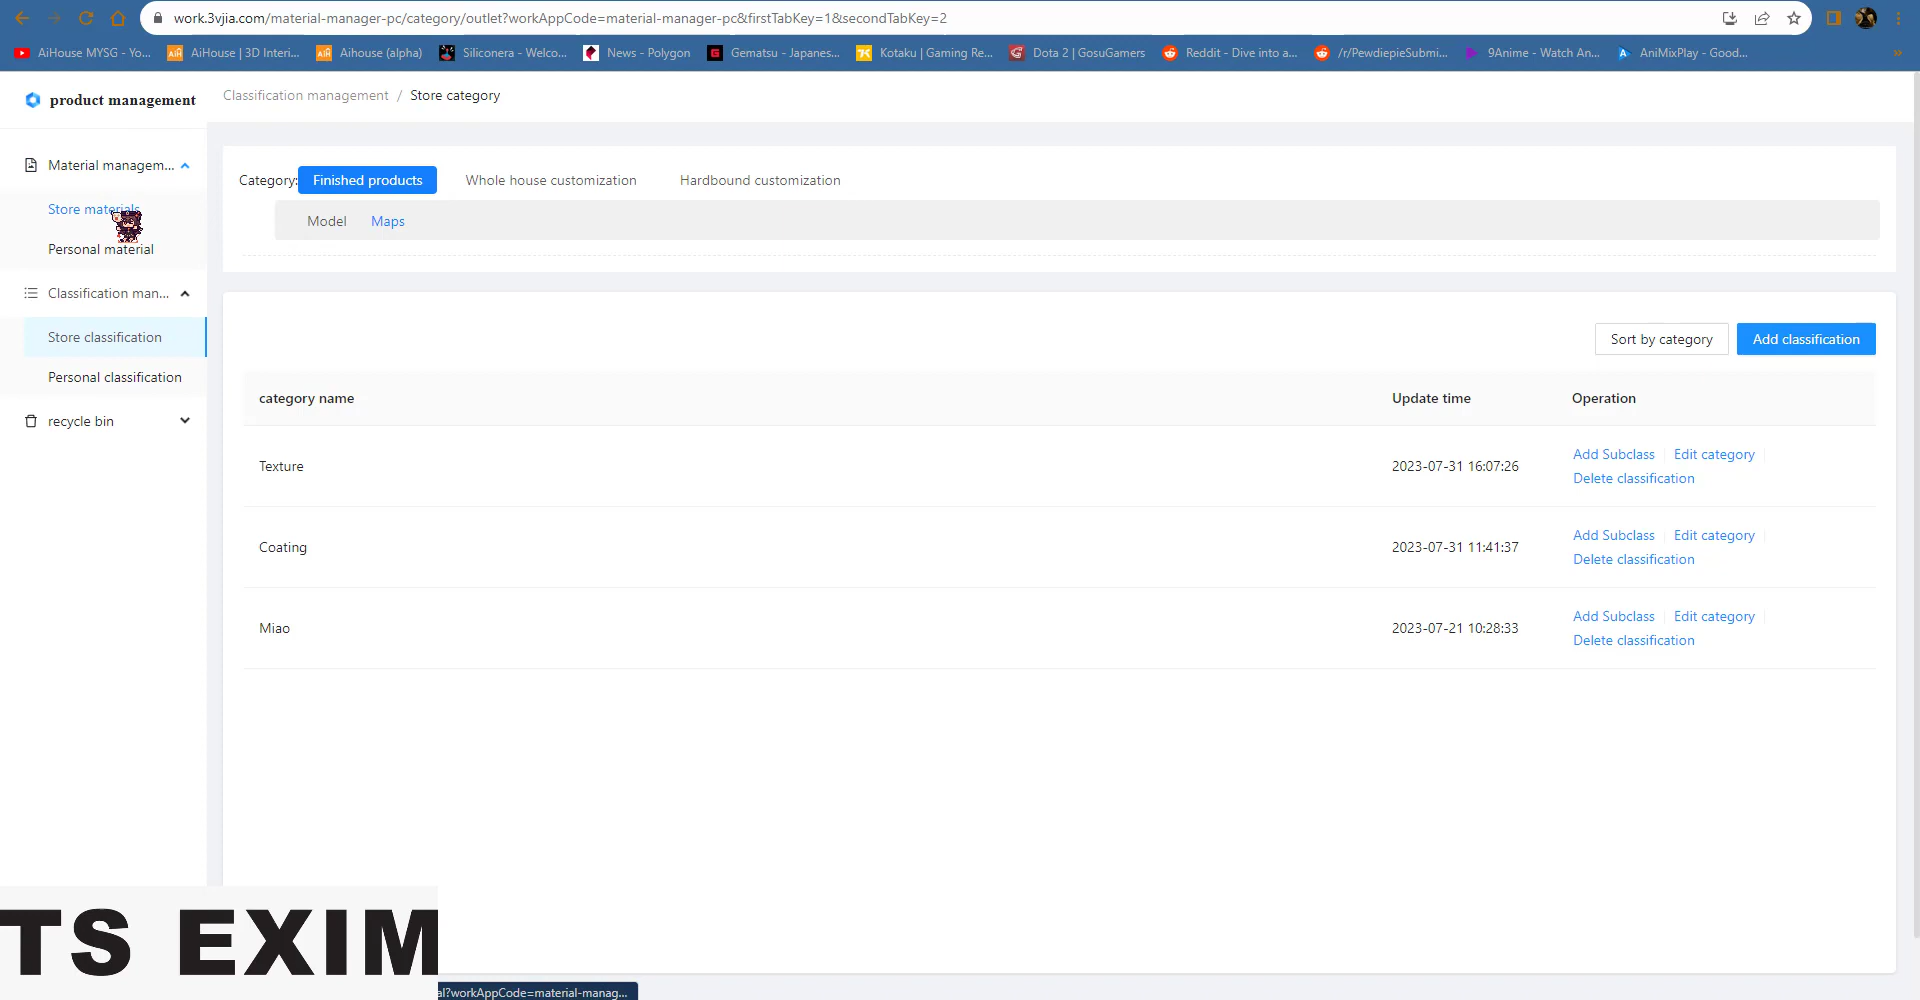 work.3vjia.com/material-manager-pc/category/outlet?workAppCode=material-manager-pc&firstTabKey=1&secondTabKey=2
AiHouse MYSG - Yo... AiHouse | 3D Interi... Aihouse (alpha) Siliconera - Welco... News - Polygon Gematsu - Japanes... Kotaku | Gaming Re... Dota 2 | GosuGamers Reddit - Dive into a... /r/PewdiepieSubmi... 9Anime - Watch An... AniMixPlay - Good...
product management
Classification management / Store category
Material managem...
Store materials
Personal material
Classification man...
Store classification
Personal classification
recycle bin
Category: Finished products Whole house customization Hardbound customization
Model Maps
Sort by category Add classification
category name Update time Operation
Texture 2023-07-31 16:07:26 Add Subclass Edit category
Delete classification
Coating 2023-07-31 11:41:37 Add Subclass Edit category
Delete classification
Miao 2023-07-21 10:28:33 Add Subclass Edit category
Delete classification
TS EXIM
al?workAppCode=material-manag...